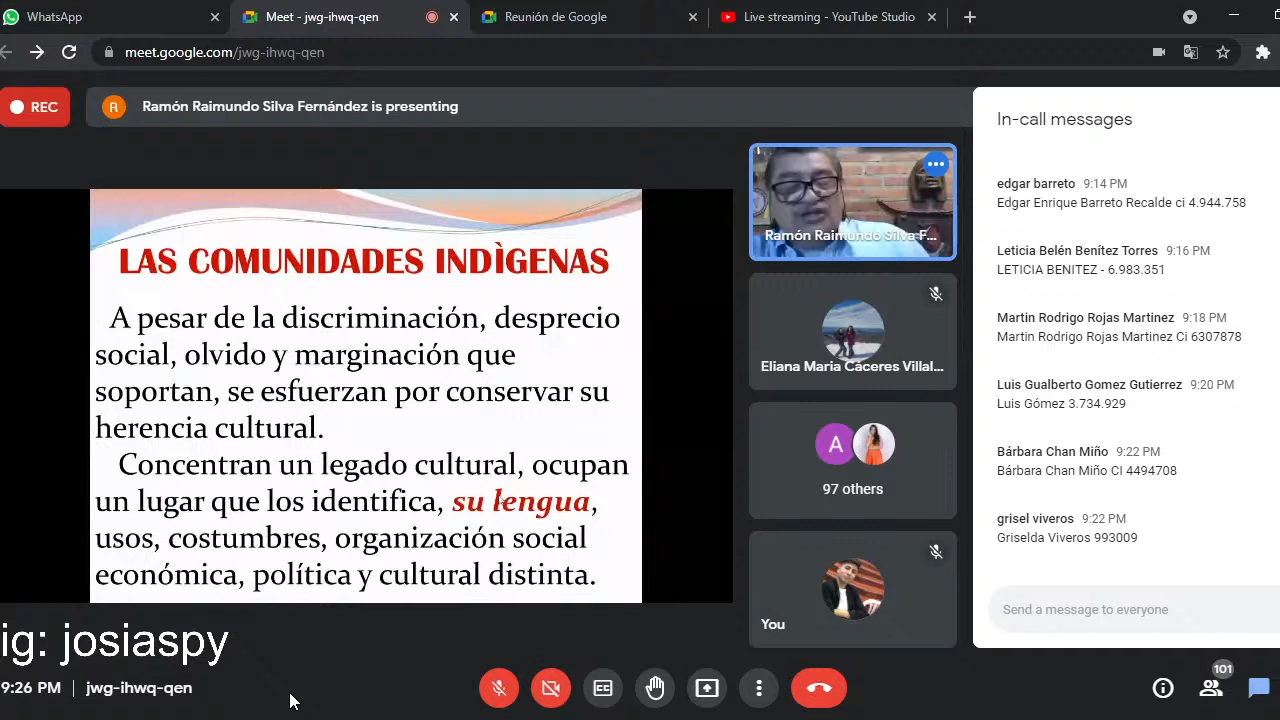 WhatsApp
Meet - jwg-ihwq-qen
Reunión de Google
Live streaming - YouTube Studio
meet.google.com/jwg-ihwq-qen
REC
R
Ramón Raimundo Silva Fernández is presenting
LAS COMUNIDADES INDÌGENAS
A pesar de la discriminación, desprecio
social, olvido y marginación que
soportan, se esfuerzan por conservar su
herencia cultural.
Concentran un legado cultural, ocupan
un lugar que los identifica, su lengua,
usos, costumbres, organización social
económica, política y cultural distinta.
Ramón Raimundo Silva F...
Eliana Maria Cáceres Villal...
A
97 others
You
In-call messages
edgar barreto 9:14 PM
Edgar Enrique Barreto Recalde ci 4.944.758
Leticia Belén Benítez Torres 9:16 PM
LETICIA BENITEZ - 6.983.351
Martin Rodrigo Rojas Martinez 9:18 PM
Martin Rodrigo Rojas Martinez Ci 6307878
Luis Gualberto Gomez Gutierrez 9:20 PM
Luis Gómez 3.734.929
Bárbara Chan Miño 9:22 PM
Bárbara Chan Miño CI 4494708
grisel viveros 9:22 PM
Griselda Viveros 993009
Send a message to everyone
ig: josiaspy
9:26 PM | jwg-ihwq-qen
CC
101